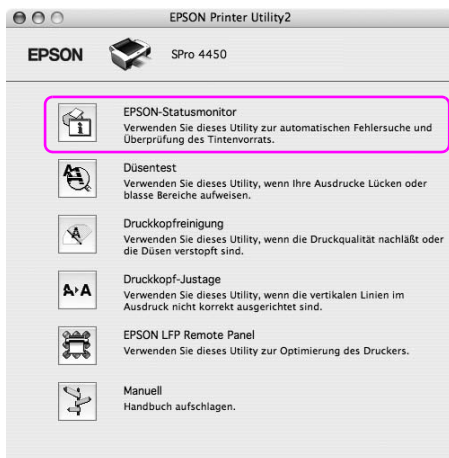 EPSON Printer Utility2
EPSON SPro 4450
EPSON-Statusmonitor
Verwenden Sie dieses Utility zur automatischen Fehlersuche und
Überprüfung des Tintenvorrats.
Düsentest
Verwenden Sie dieses Utility, wenn Ihre Ausdrucke Lücken oder
blasse Bereiche aufweisen.
Druckkopfreinigung
Verwenden Sie dieses Utility, wenn die Druckqualität nachläßt oder
die Düsen verstopft sind.
Druckkopf-Justage
Verwenden Sie dieses Utility, wenn die vertikalen Linien im
Ausdruck nicht korrekt ausgerichtet sind.
EPSON LFP Remote Panel
Verwenden Sie dieses Utility zur Optimierung des Druckers.
Manuell
Handbuch aufschlagen.